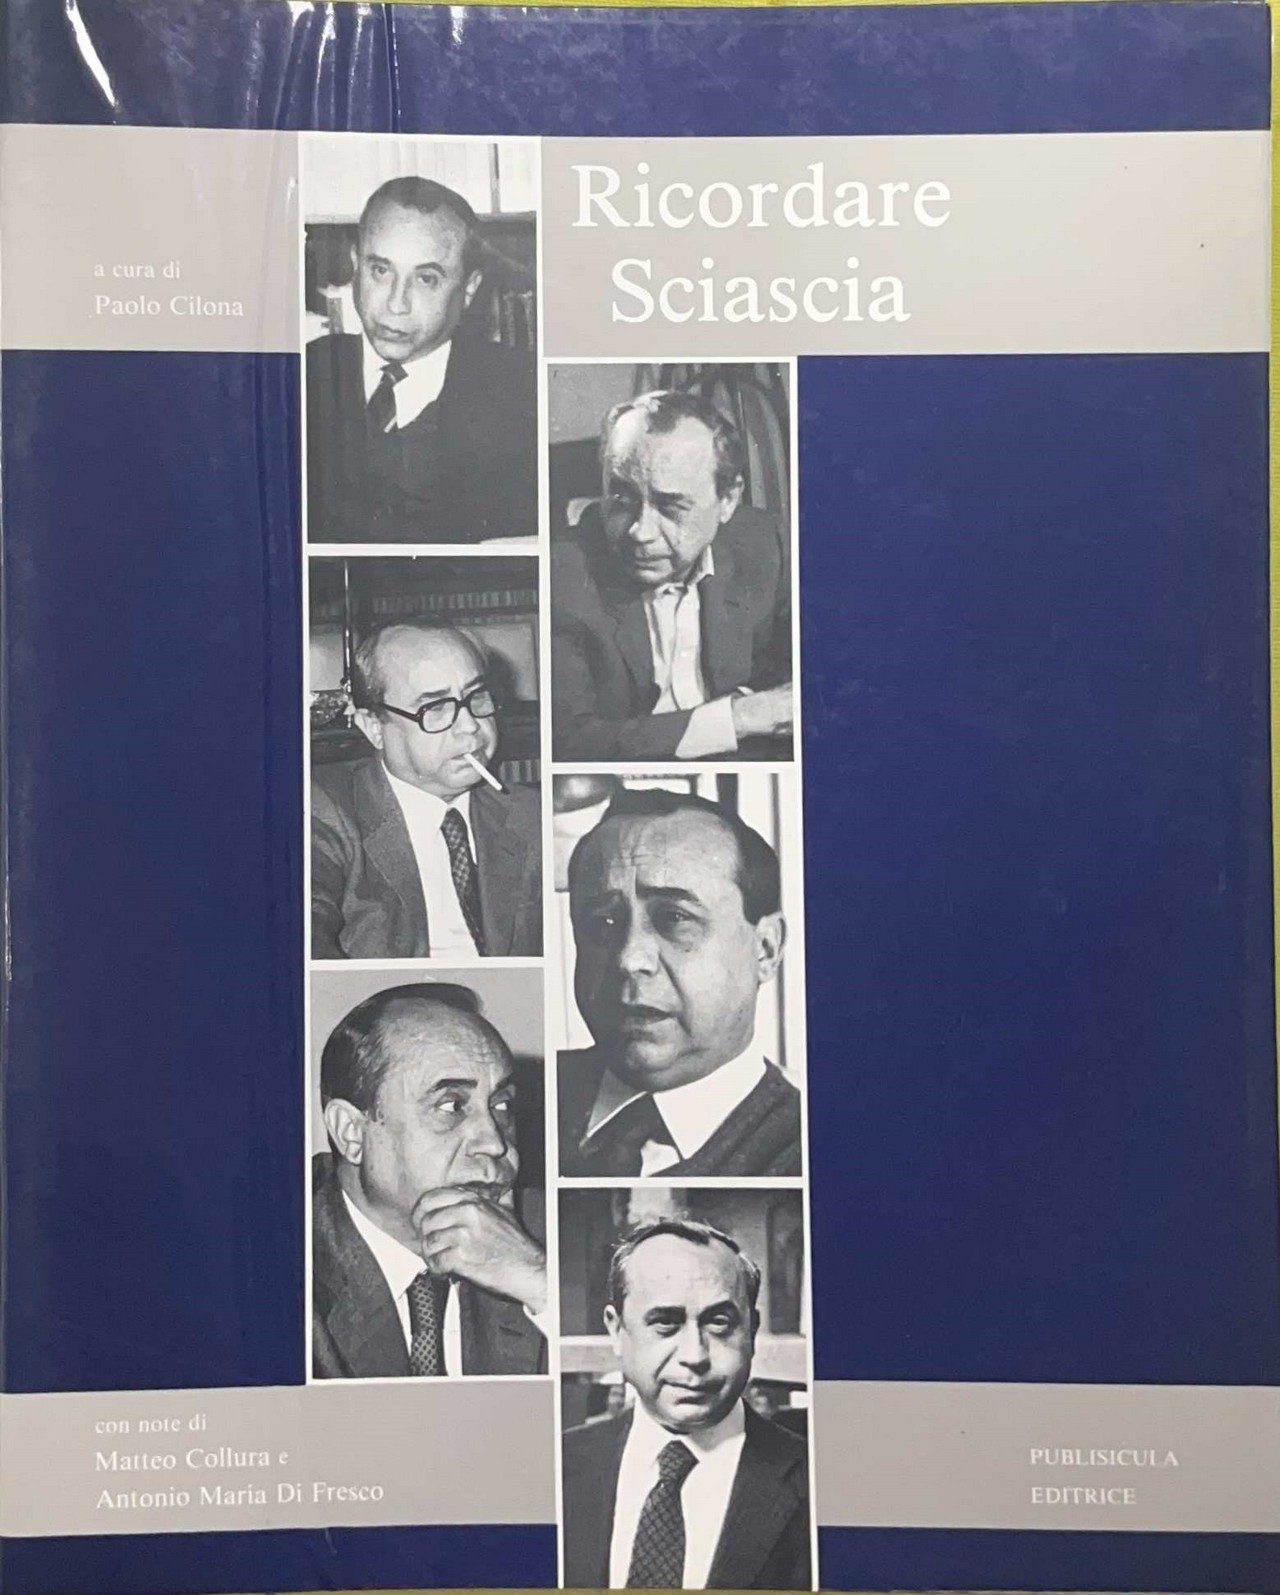 Ricordare
Sciascia
a cura di
Paolo Cilona
con note di
Matteo Collura e
Antonio Maria Di Fresco
PUBLISICULA
EDITRICE